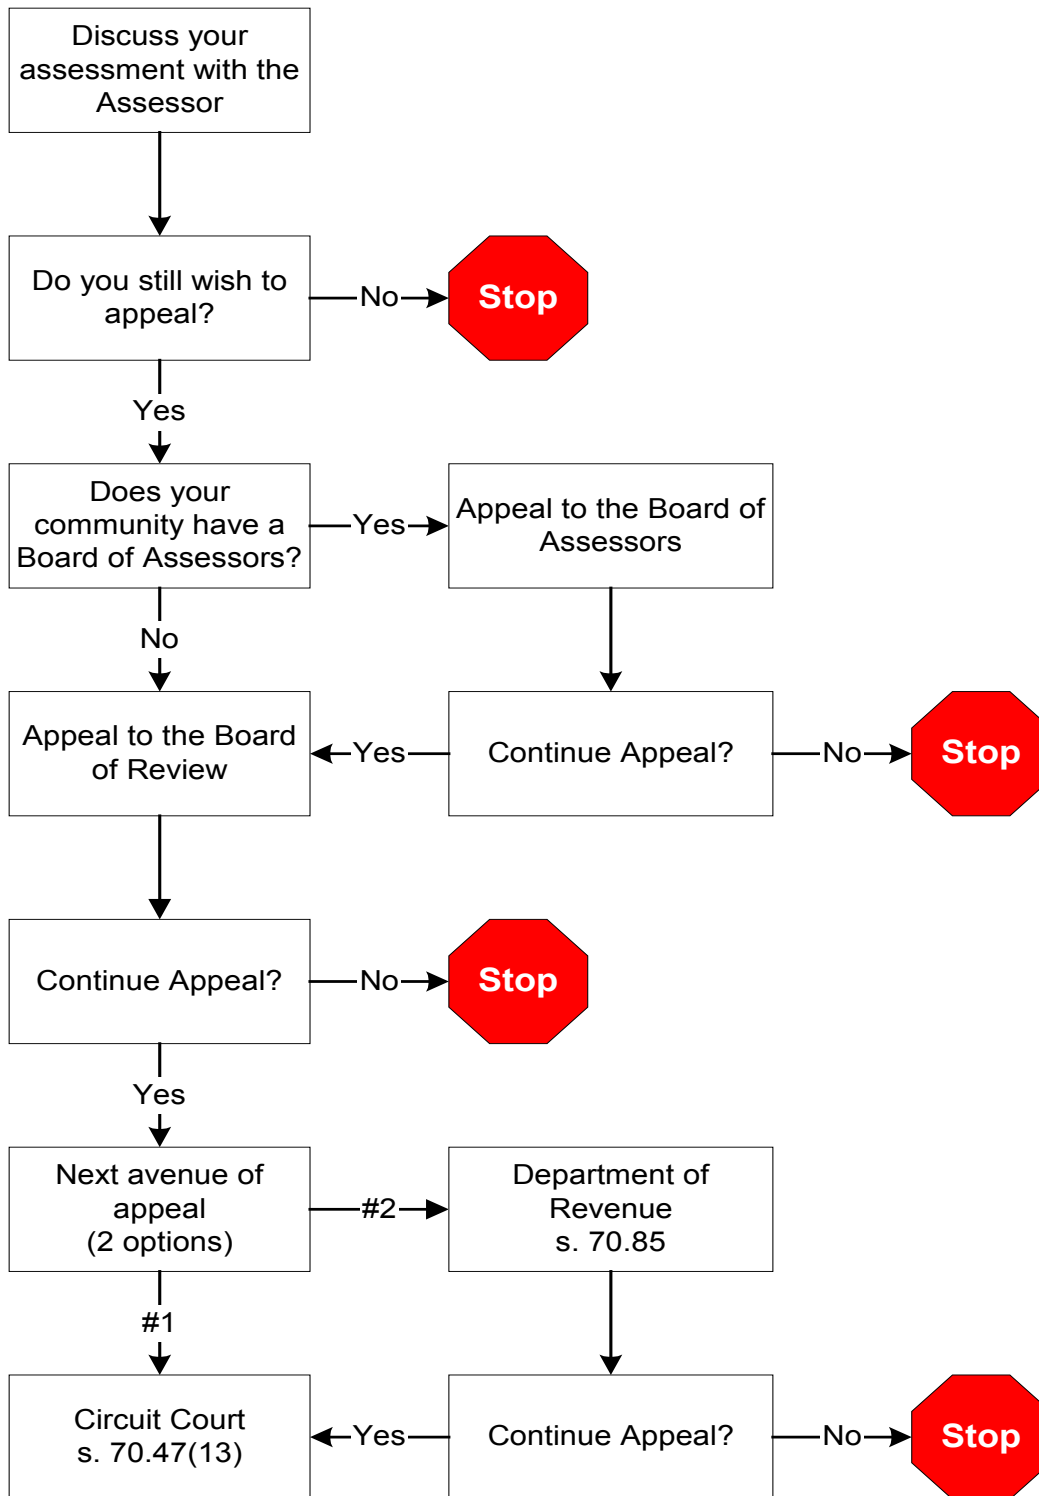 Discuss your
assessment with the
Assessor
Do you still wish to
appeal?
No
Stop
Yes
Does your
community have a
Board of Assessors?
Yes
Appeal to the Board of
Assessors
No
Appeal to the Board
of Review
Yes
Continue Appeal?
No
Stop
Continue Appeal?
No
Stop
Yes
Next avenue of
appeal
(2 options)
#2
Department of
Revenue
s. 70.85
#1
Circuit Court
s. 70.47(13)
Yes
Continue Appeal?
No
Stop